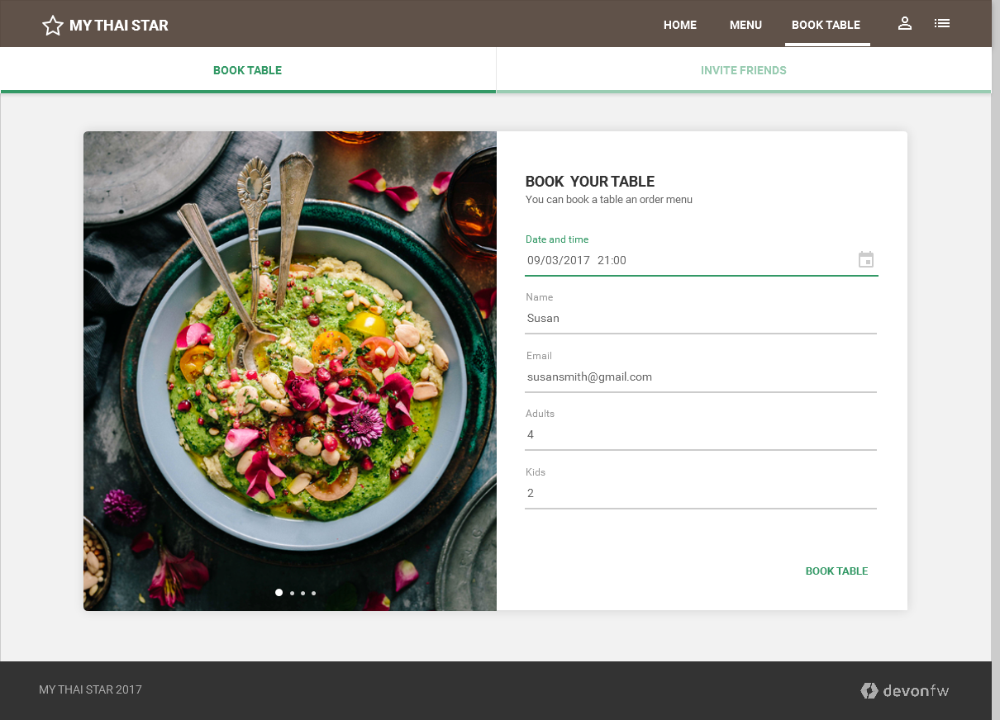 MY THAI STAR
HOME MENU BOOK TABLE
BOOK TABLE INVITE FRIENDS
BOOK YOUR TABLE
You can book a table an order menu
Date and time
09/03/2017 21:00
Name
Susan
Email
susansmith@gmail.com
Adults
4
Kids
2
BOOK TABLE
MY THAI STAR 2017 devonfw